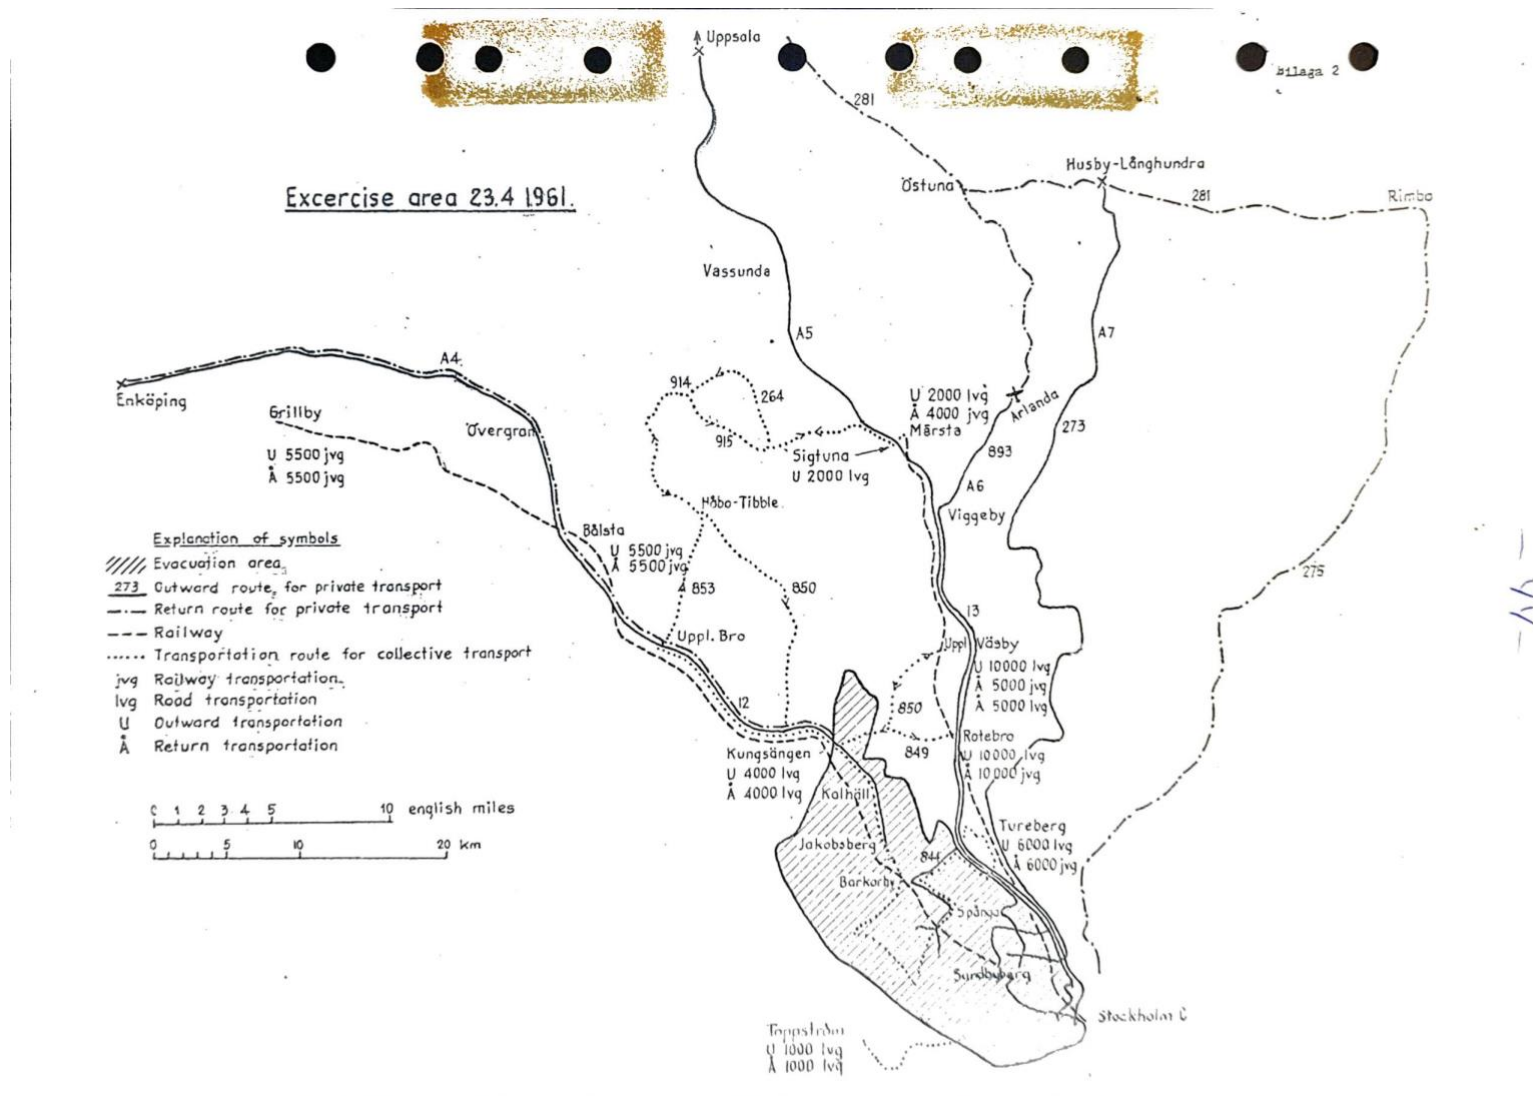 Uppsala
bilaga 2
281
Husby-Långhundra
Östuna
281
Rimbo
Excercise area 23.4 1961.
Vassunda
A5
A7
A4
Enköping
914
264
915
U 2000 lvg
Å 4000 jvg
Arlanda
Märsta
273
Grillby
U 5500 jvg
Å 5500 jvg
Övergran
Sigtuna
U 2000 lvg
893
A6
Viggeby
Håbo-Tibble
Bålsta
U 5500 jvg
Å 5500 jvg
853
850
275
Explanation of symbols
Evacuation area
273 Outward route for private transport
Return route for private transport
Railway
Transportation route for collective transport
jvg Railway transportation
lvg Road transportation
U Outward transportation
Å Return transportation
Uppl. Bro
12
13
Uppl Väsby
U 10000 lvg
Å 5000 jvg
Å 5000 lvg
850
849
Rotebro
U 10000 lvg
Å 10000 jvg
Kungsängen
U 4000 lvg
Å 4000 lvg
Kalhäll
0 1 2 3 4 5 10 english miles
0 5 10 20 km
Tureberg
U 6000 lvg
Å 6000 jvg
Jakobsberg
844
Barkarby
Spånga
Sundbyberg
Stockholm C
Tappström
U 1000 lvg
Å 1000 lvg